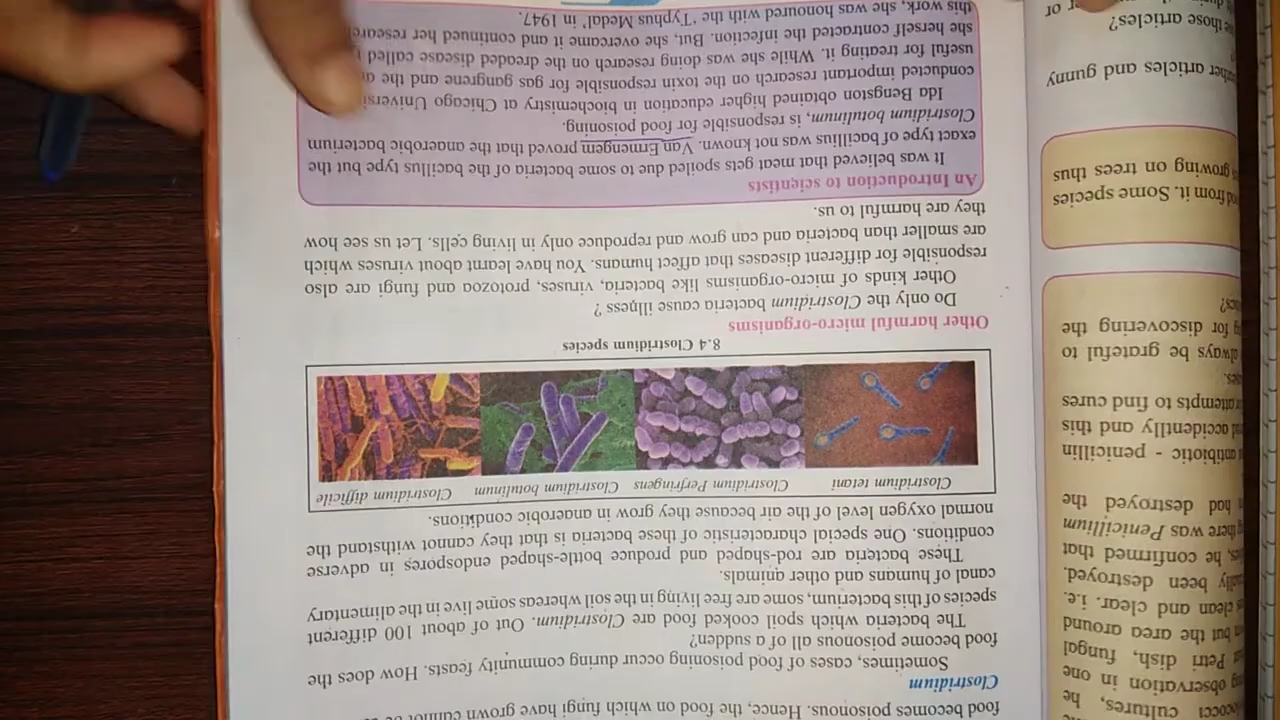 food becomes poisonous. Hence, the food on which fungi have grown cannot be
Clostridium
Sometimes, cases of food poisoning occur during community feasts. How does the
food become poisonous all of a sudden?
The bacteria which spoil cooked food are Clostridium. Out of about 100 different
species of this bacterium, some are free living in the soil whereas some live in the alimentary
canal of humans and other animals.
These bacteria are rod-shaped and produce bottle-shaped endospores in adverse
conditions. One special characteristic of these bacteria is that they cannot withstand the
normal oxygen level of the air because they grow in anaerobic conditions.
Clostridium tetani Clostridium Perfringens Clostridium botulinum Clostridium difficile
8.4 Clostridium species
Other harmful micro-organisms
Do only the Clostridium bacteria cause illness ?
Other kinds of micro-organisms like bacteria, viruses, protozoa and fungi are also
responsible for different diseases that affect humans. You have learnt about viruses which
are smaller than bacteria and can grow and reproduce only in living cells. Let us see how
they are harmful to us.
An Introduction to scientists
It was believed that meat gets spoiled due to some bacteria of the bacillus type but the
exact type of bacillus was not known. Van Ermengem proved that the anaerobic bacterium
Clostridium botulinum, is responsible for food poisoning.
Ida Bengston obtained higher education in biochemistry at Chicago
conducted important research on the toxin responsible for gas gangrene and the
useful for treating it. While she was doing research on the dreaded disease called
she herself contracted the infection. But, she overcame it and continued her
this work, she was honoured with the 'Typhus Medal' in 1947.
cultures, he
observation in one
Petri dish, fungal
but the area around
clean and clear. i.e.
been destroyed.
he confirmed that
there was Penicillium
had destroyed the
antibiotic - penicillin
accidentlly and this
attempts to find cures
always be grateful to
for discovering the
from it. Some species
growing on trees thus
articles and gunny
those articles?
or